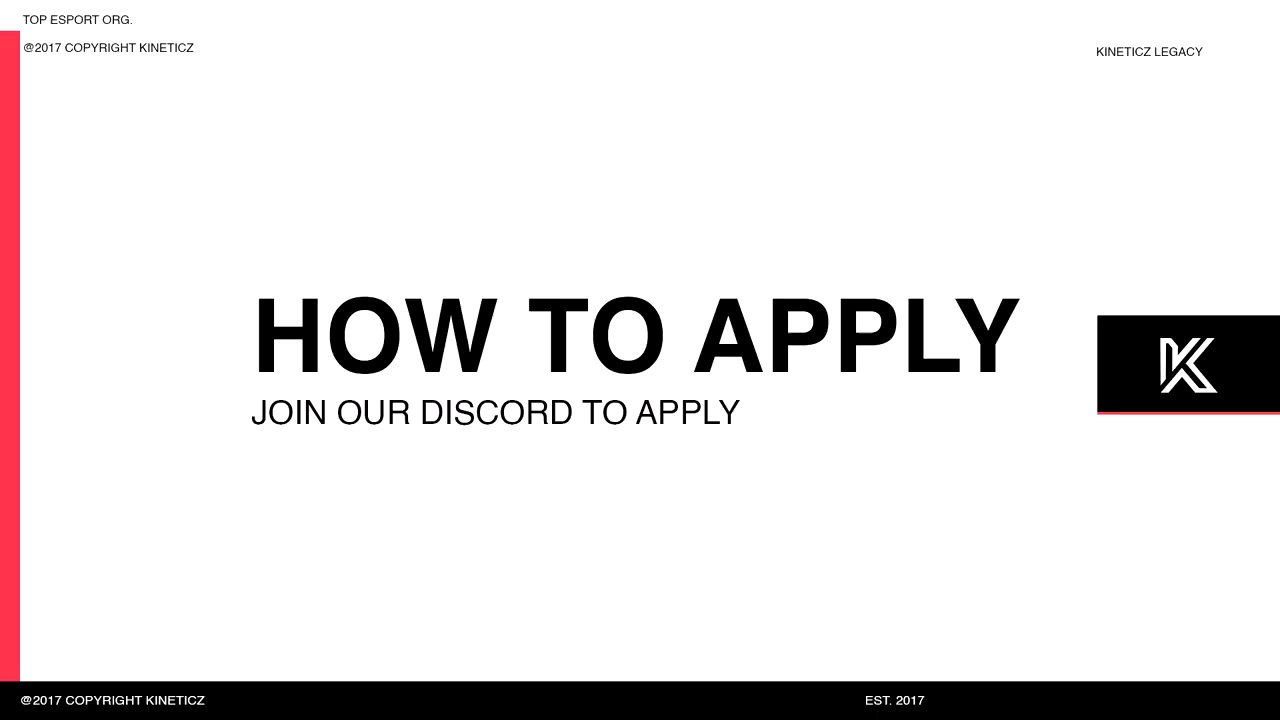 TOP ESPORT ORG.
@2017 COPYRIGHT KINETICZ
KINETICZ LEGACY
HOW TO APPLY
JOIN OUR DISCORD TO APPLY
K
@2017 COPYRIGHT KINETICZ
EST. 2017